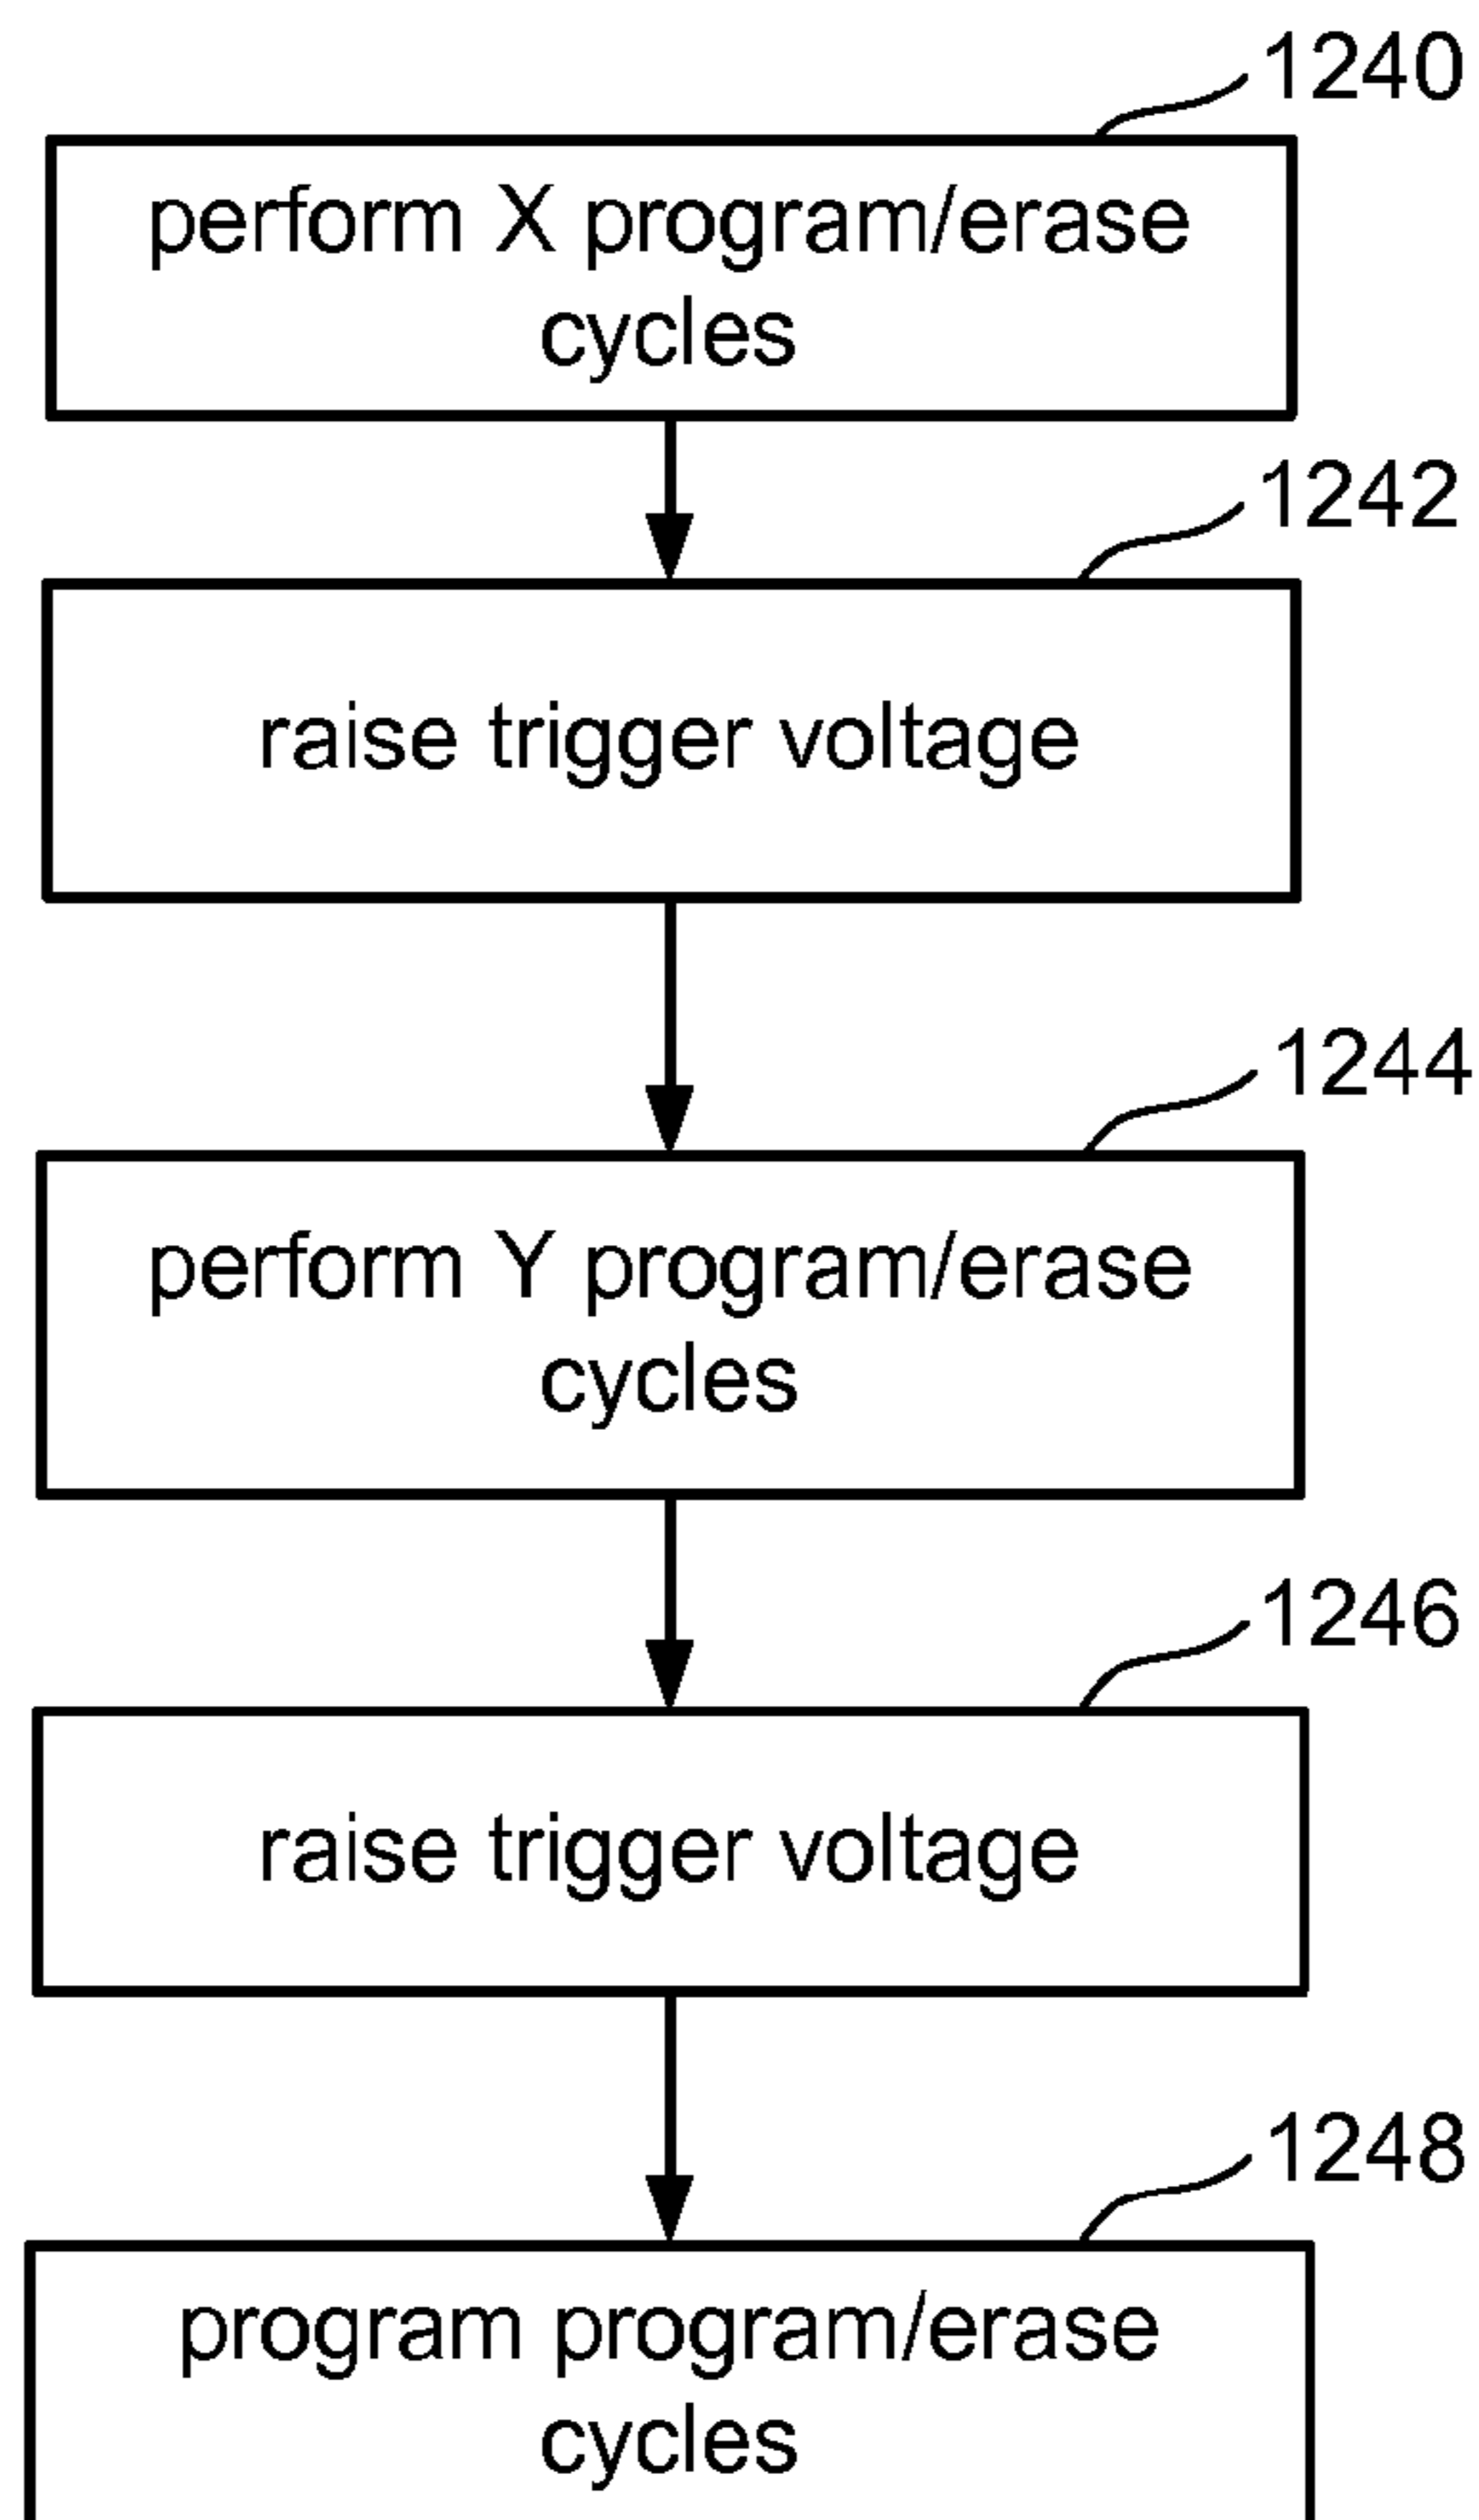 1240
perform X program/erase
cycles
1242
raise trigger voltage
1244
perform Y program/erase
cycles
1246
raise trigger voltage
1248
program program/erase
cycles